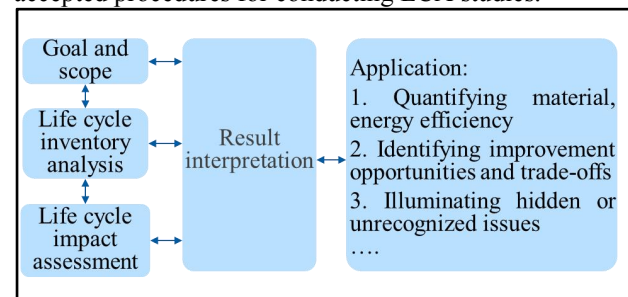 accepted procedures for conducting LCA studies.
Goal and
scope
Life cycle
inventory
analysis
Life cycle
impact
assessment
Result
interpretation
Application:
1. Quantifying material,
energy efficiency
2. Identifying improvement
opportunities and trade-offs
3. Illuminating hidden or
unrecognized issues
….